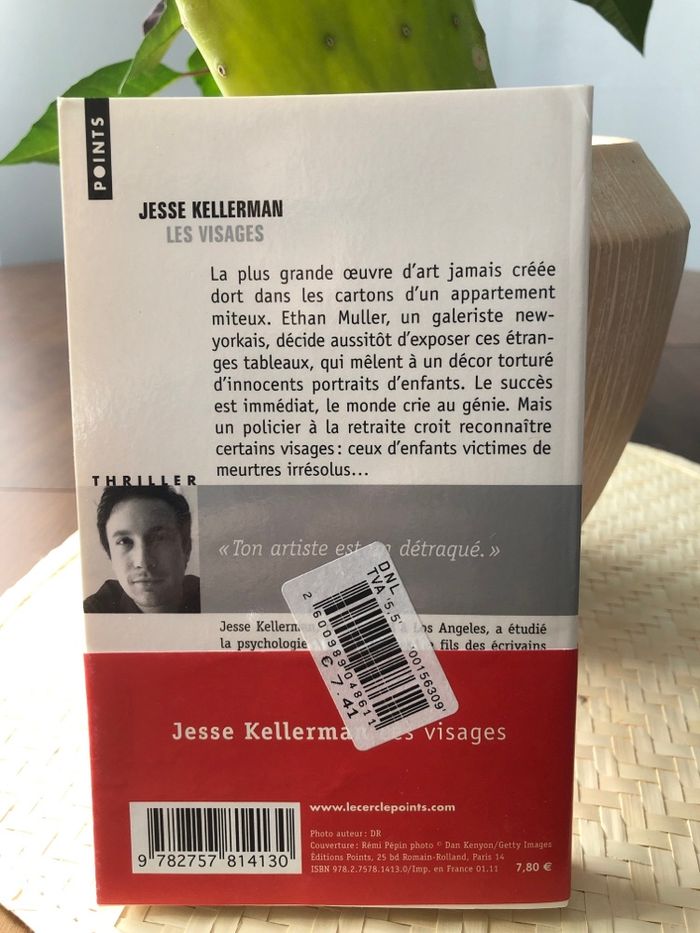 POINTS
JESSE KELLERMAN
LES VISAGES
La plus grande œuvre d'art jamais créée
dort dans les cartons d'un appartement
miteux. Ethan Muller, un galeriste new-
yorkais, décide aussitôt d'exposer ces étran-
ges tableaux, qui mêlent à un décor torturé
d'innocents portraits d'enfants. Le succès
est immédiat, le monde crie au génie. Mais
un policier à la retraite croit reconnaître
certains visages : ceux d'enfants victimes de
meurtres irrésolus…
THRILLER
« Ton artiste est détraqué. »
DNL
TVA 5,5
00156309
2 600989 048611
€ 7.41
Jesse Kellerman Los Angeles, a étudié
la psychologie fils des écrivains
Jesse Kellerman visages
www.lecerclepoints.com
Photo auteur : DR
Couverture : Rémi Pépin photo © Dan Kenyon/Getty Images
Éditions Points, 25 bd Romain-Rolland, Paris 14
ISBN 978.2.7578.1413.0/Imp. en France 01.11
7,80 €
9 782757 814130